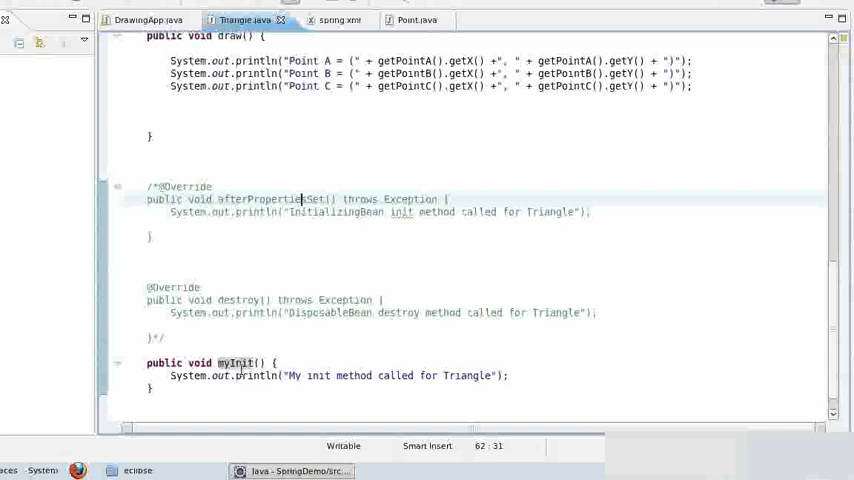 DrawingApp.java
Triangle.java
spring.xml
Point.java
public void draw() {
System.out.println("Point A = (" + getPointA().getX() +", " + getPointA().getY() + ")");
System.out.println("Point B = (" + getPointB().getX() +", " + getPointB().getY() + ")");
System.out.println("Point C = (" + getPointC().getX() +", " + getPointC().getY() + ")");
}
/*@Override
public void afterPropertiesSet() throws Exception {
System.out.println("InitializingBean init method called for Triangle");
}
@Override
public void destroy() throws Exception {
System.out.println("DisposableBean destroy method called for Triangle");
}*/
public void myInit() {
System.out.println("My init method called for Triangle");
}
Writable
Smart Insert
62 : 31
aces
System
eclipse
Java - SpringDemo/src...